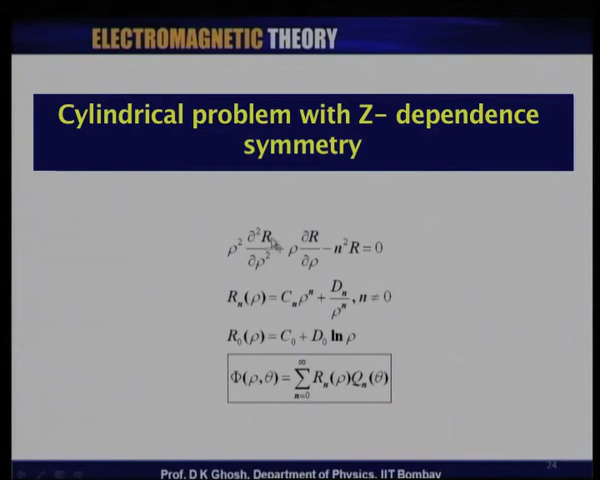 ELECTROMAGNETIC THEORY
Cylindrical problem with Z- dependence
symmetry
ρ² ∂²R/∂ρ² + ρ ∂R/∂ρ − n²R = 0
Rₙ(ρ) = Cₙρⁿ + Dₙ/ρⁿ, n ≠ 0
R₀(ρ) = C₀ + D₀ ln ρ
Φ(ρ,θ) = ∑ₙ₌₀^∞ Rₙ(ρ)Qₙ(θ)
24
Prof. D K Ghosh, Department of Physics, IIT Bombay